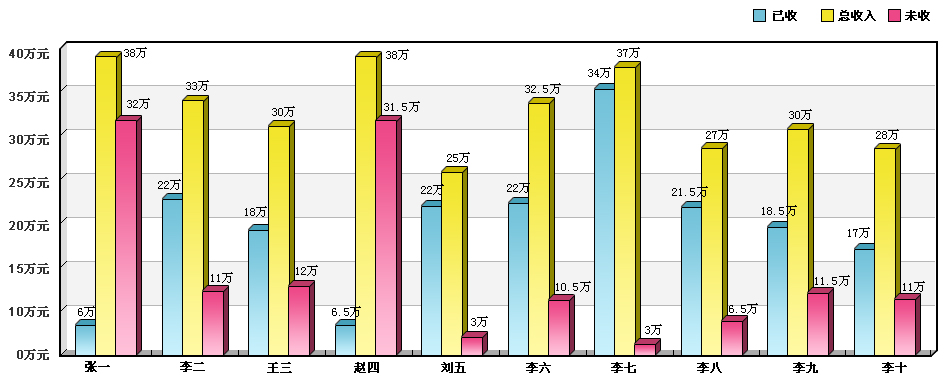 已收 总收入 未收
40万元
35万元
30万元
25万元
20万元
15万元
10万元
0万元
6万 38万 32万
22万 33万 11万
18万 30万 12万
6.5万 38万 31.5万
22万 25万 3万
22万 32.5万 10.5万
34万 37万 3万
21.5万 27万 6.5万
18.5万 30万 11.5万
17万 28万 11万
张一 李二 王三 赵四 刘五 李六 李七 李八 李九 李十